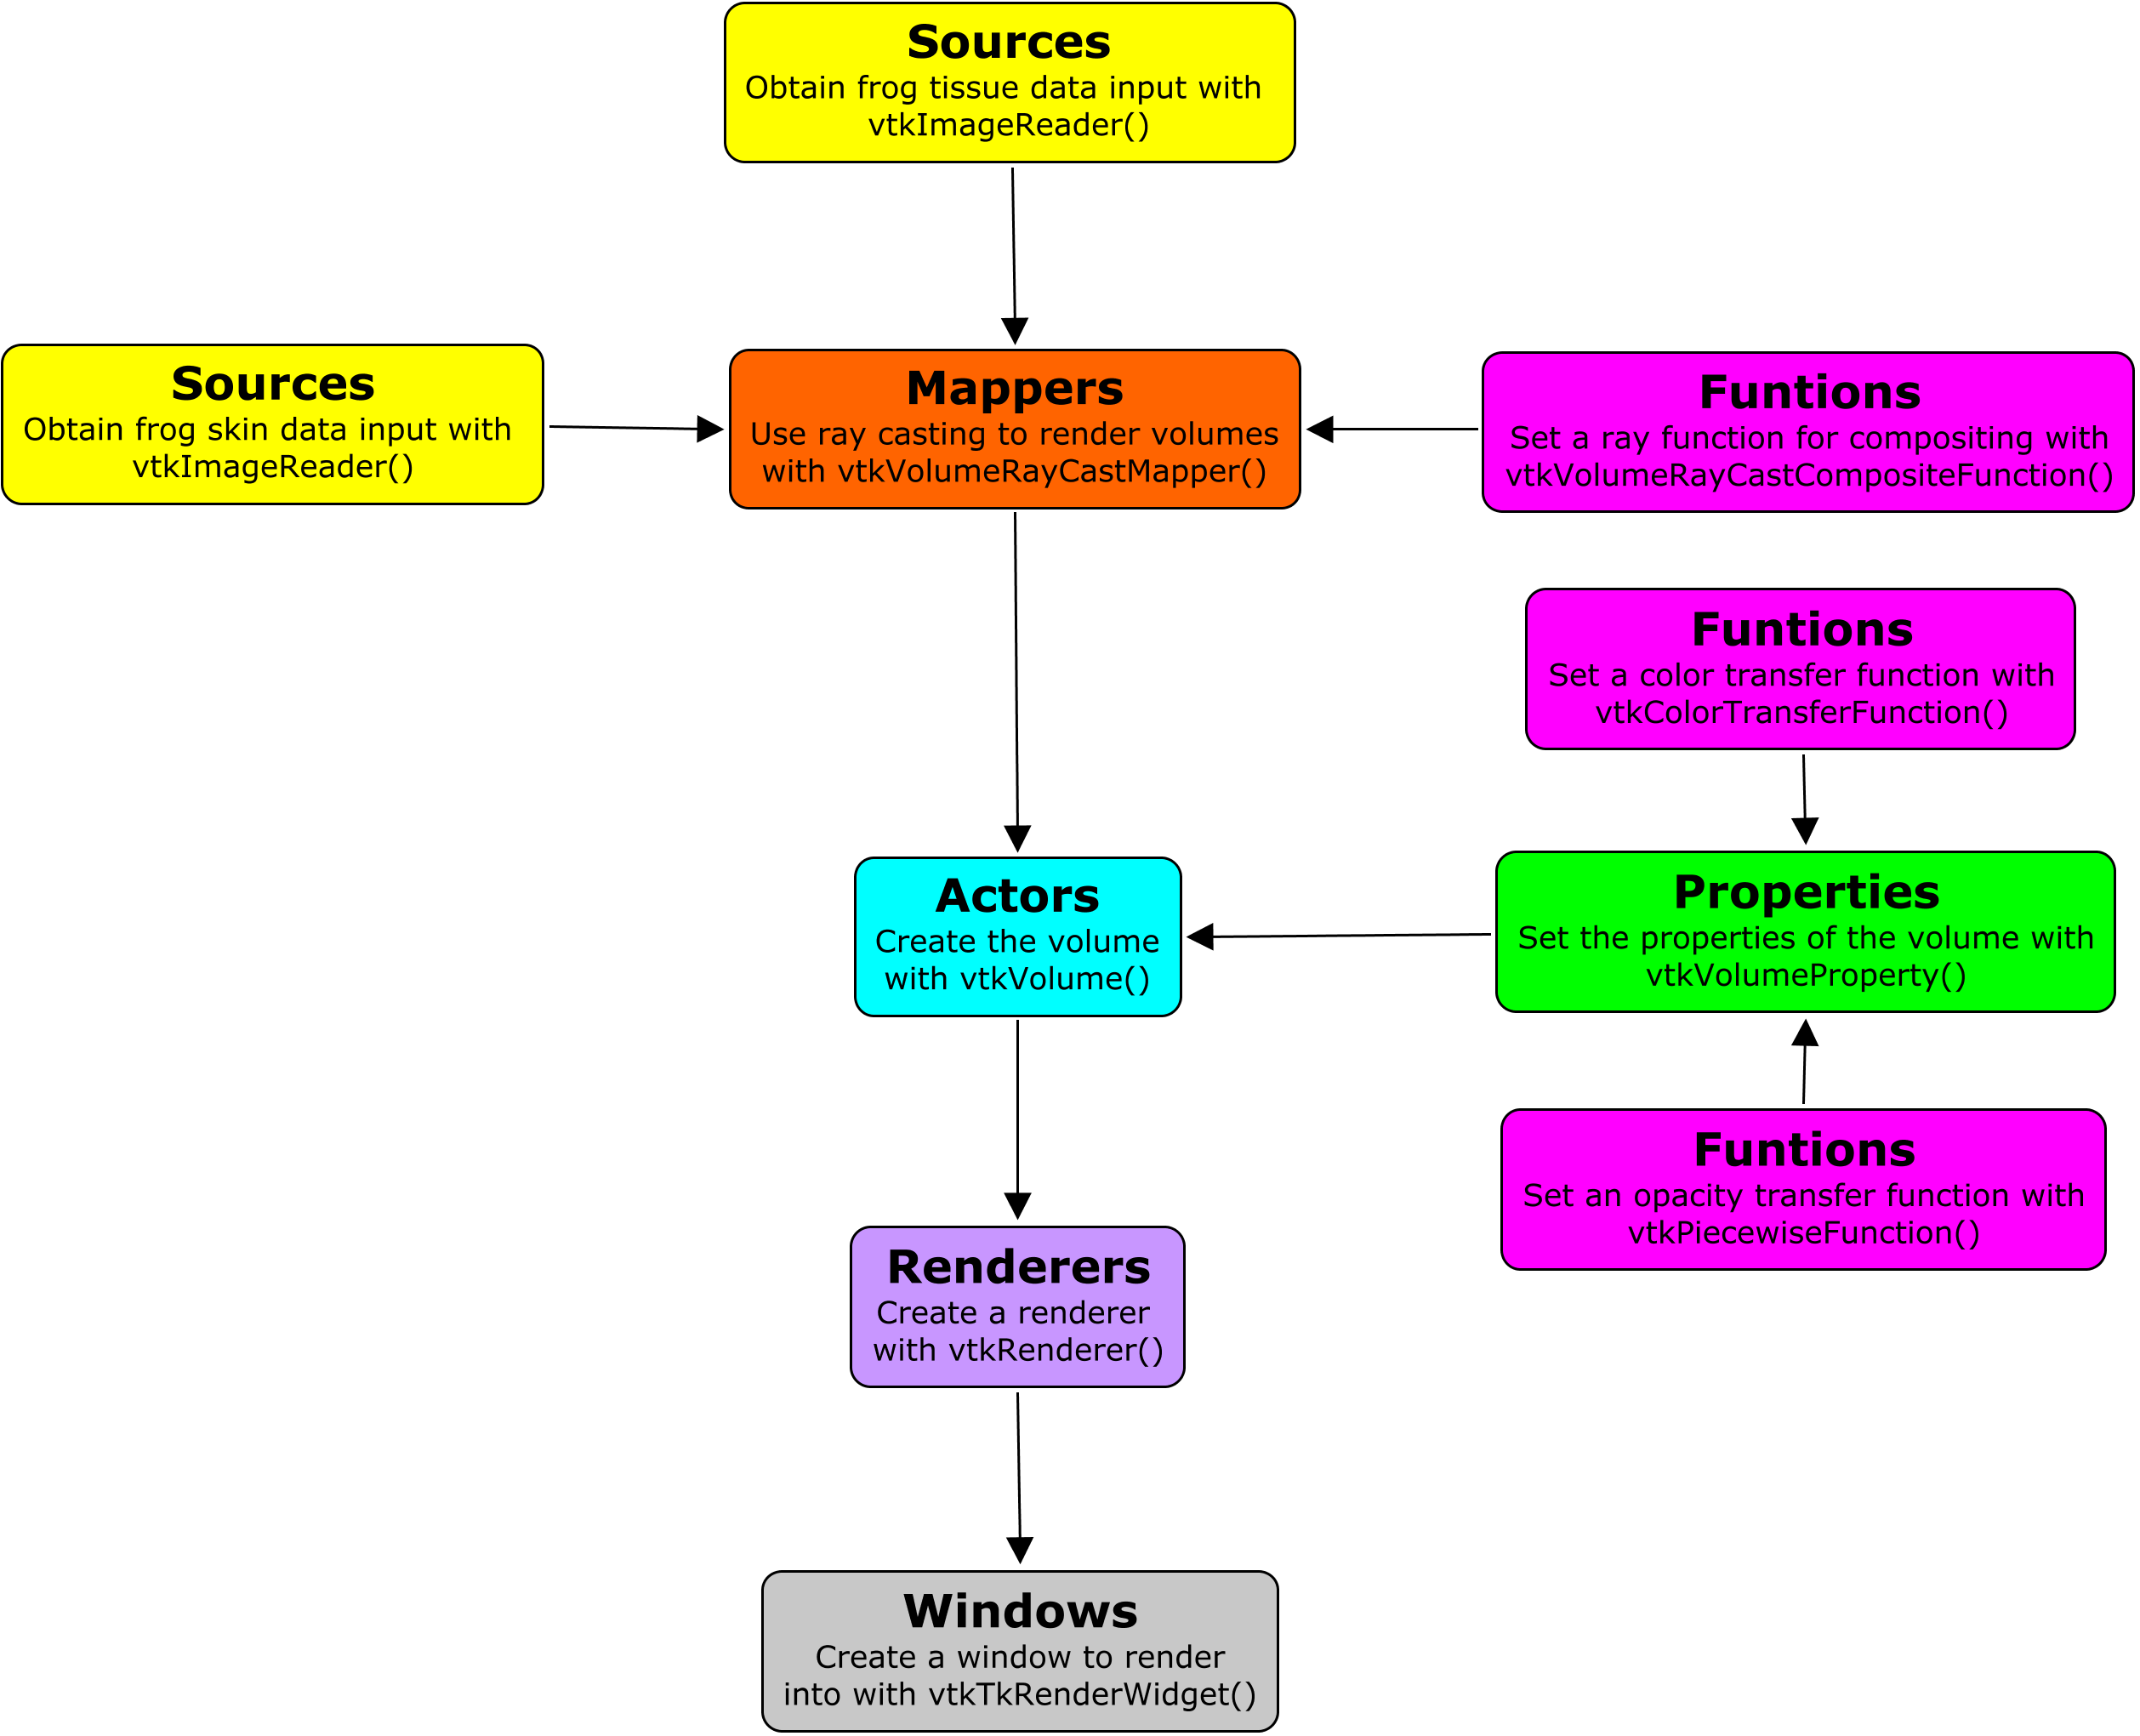 Sources
Obtain frog tissue data input with
vtkImageReader()
Sources
Obtain frog skin data input with
vtkImageReader()
Mappers
Use ray casting to render volumes
with vtkVolumeRayCastMapper()
Funtions
Set a ray function for compositing with
vtkVolumeRayCastCompositeFunction()
Funtions
Set a color transfer function with
vtkColorTransferFunction()
Actors
Create the volume
with vtkVolume()
Properties
Set the properties of the volume with
vtkVolumeProperty()
Funtions
Set an opacity transfer function with
vtkPiecewiseFunction()
Renderers
Create a renderer
with vtkRenderer()
Windows
Create a window to render
into with vtkTkRenderWidget()